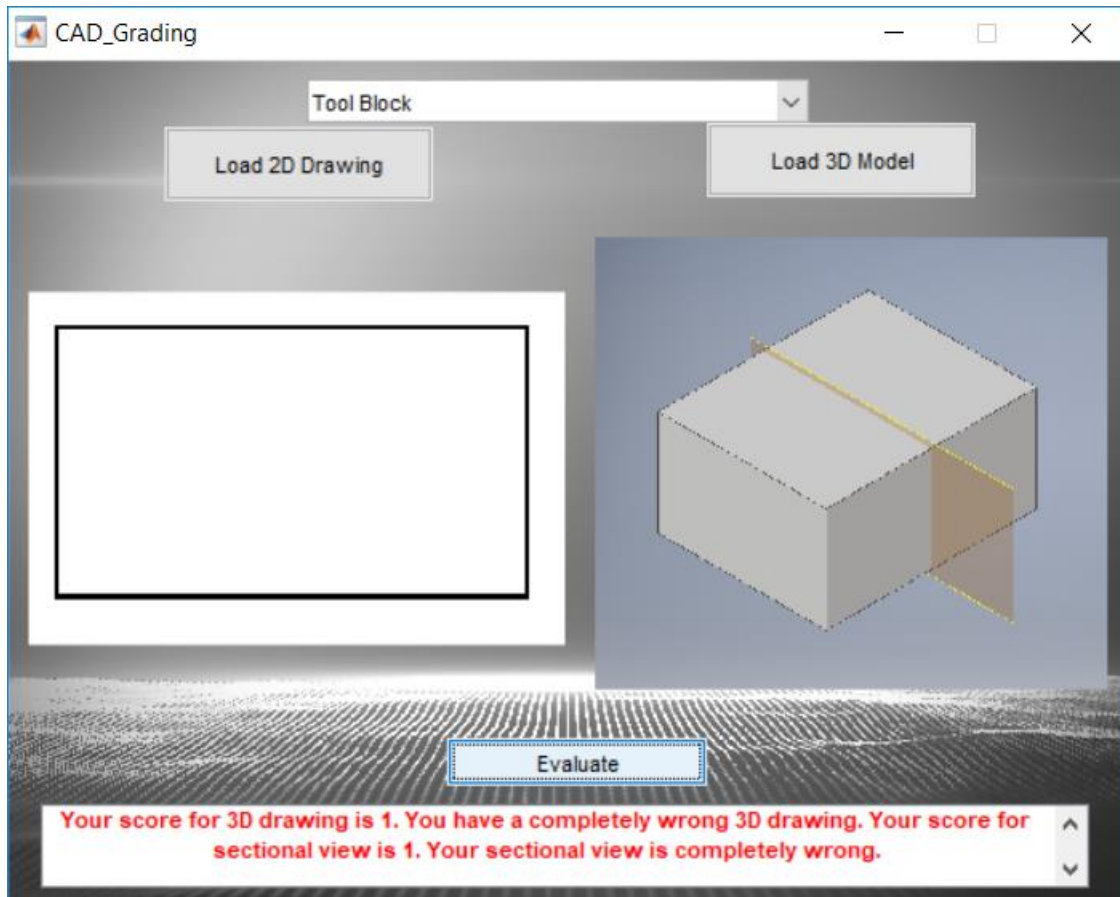 CAD_Grading
Tool Block
Load 2D Drawing
Load 3D Model
Evaluate
Your score for 3D drawing is 1. You have a completely wrong 3D drawing. Your score for
sectional view is 1. Your sectional view is completely wrong.